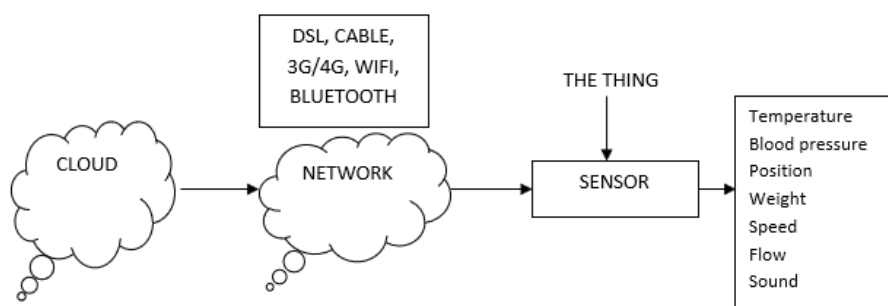 DSL, CABLE,
3G/4G, WIFI,
BLUETOOTH
THE THING
CLOUD
NETWORK
SENSOR
Temperature
Blood pressure
Position
Weight
Speed
Flow
Sound